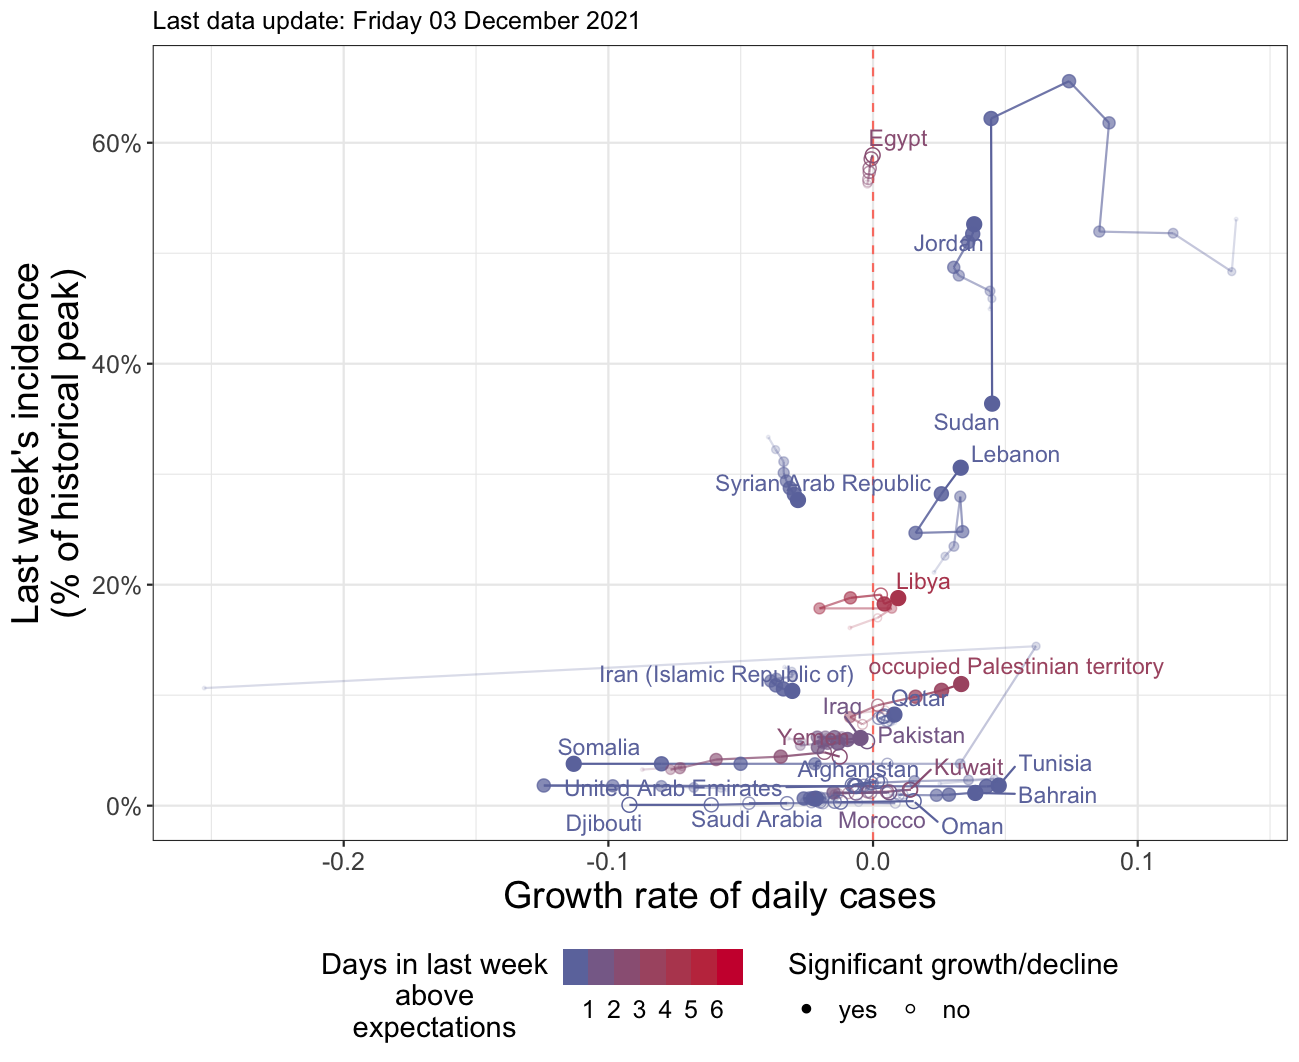 Last data update: Friday 03 December 2021
Last week's incidence
(% of historical peak)
60%
40%
20%
0%
Egypt
Jordan
Sudan
Lebanon
Syrian Arab Republic
Libya
Iran (Islamic Republic of)
occupied Palestinian territory
Qatar
Iraq
Yemen
Pakistan
Somalia
Afghanistan
Kuwait
Tunisia
United Arab Emirates
Bahrain
Djibouti
Saudi Arabia
Morocco
Oman
-0.2
-0.1
0.0
0.1
Growth rate of daily cases
Days in last week
above
expectations
1 2 3 4 5 6
Significant growth/decline
yes
no